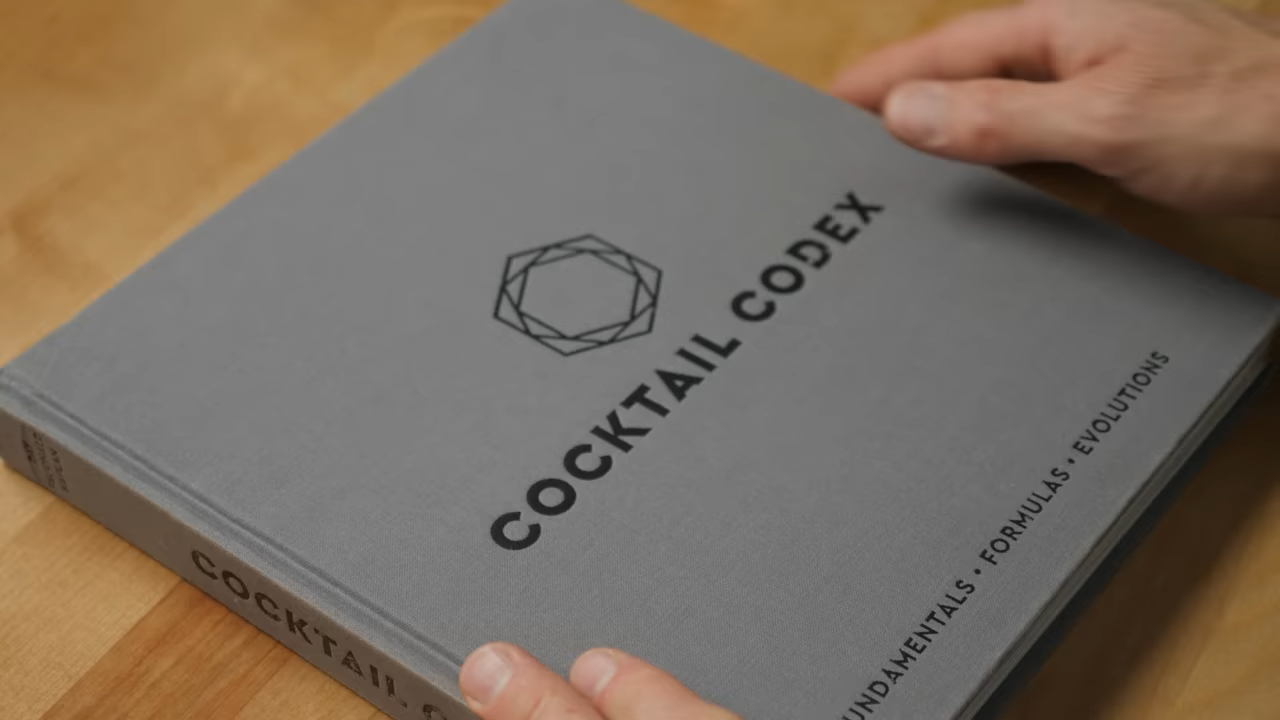 COCKTAIL CODEX
UNDAMENTALS • FORMULAS • EVOLUTIONS
COCKTAIL C